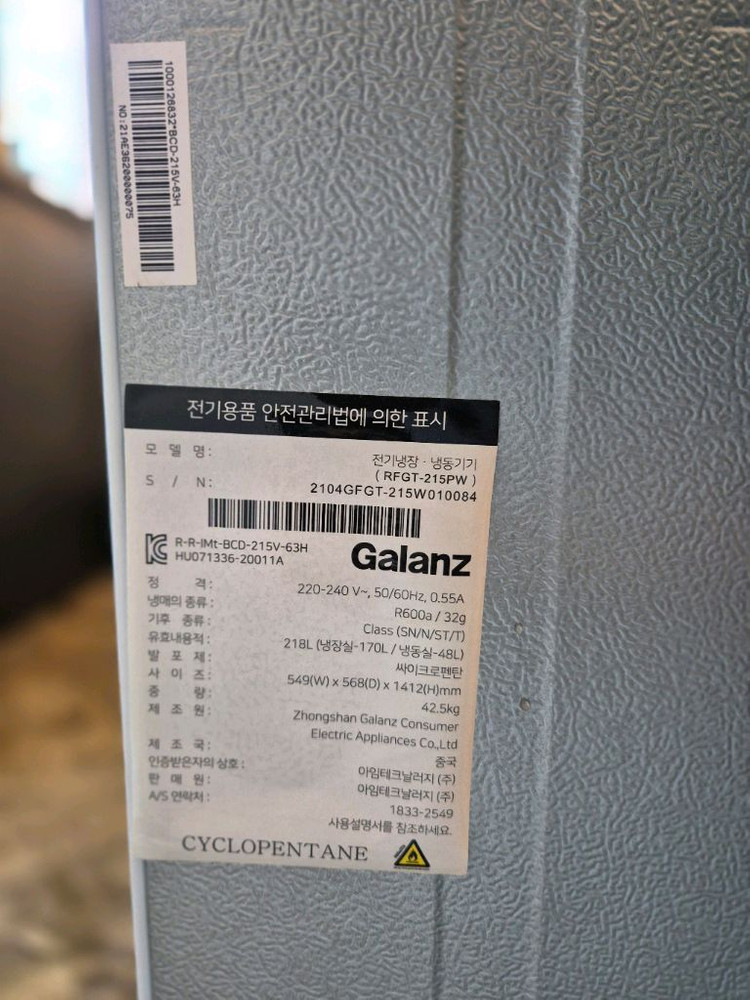 1000126832*BCD-215V-63H
NO:21AE36200000075
전기용품 안전관리법에 의한 표시
모 델 명: 전기냉장·냉동기기
( RFGT-215PW )
S / N: 2104GFGT-215W010084
R-R-IMt-BCD-215V-63H
HU071336-20011A
Galanz
정 격: 220-240 V~, 50/60Hz, 0.55A
냉매의 종류: R600a / 32g
기후 종류: Class (SN/N/ST/T)
유효내용적: 218L (냉장실-170L / 냉동실-48L)
발 포 체: 싸이크로펜탄
사 이 즈: 549(W) x 568(D) x 1412(H)mm
중 량: 42.5kg
제 조 원: Zhongshan Galanz Consumer
Electric Appliances Co.,Ltd
제 조 국: 중국
인증받은자의 상호: 아임테크날러지 (주)
판 매 원: 아임테크날러지 (주)
A/S 연락처: 1833-2549
사용설명서를 참조하세요.
CYCLOPENTANE